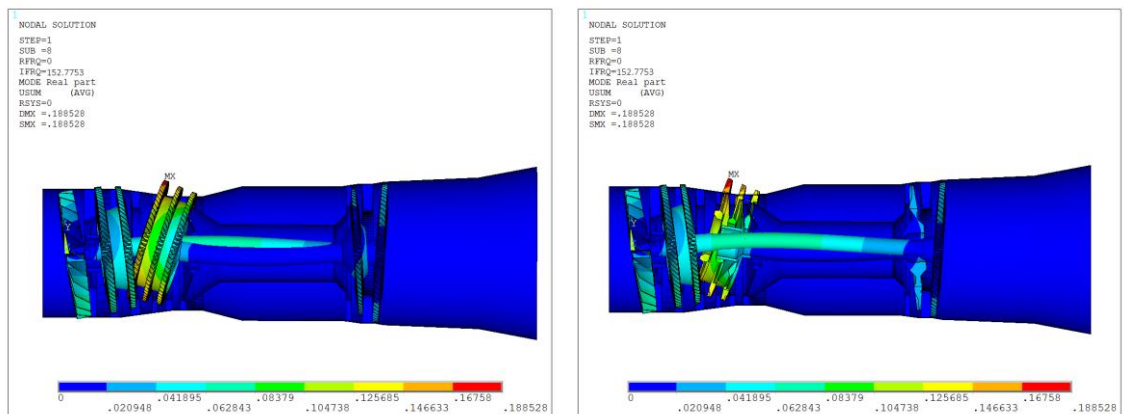 1
NODAL SOLUTION
STEP=1
SUB =8
RFRQ=0
IFRQ=152.7753
MODE Real part
USUM (AVG)
RSYS=0
DMX =.188528
SMX =.188528
MX
Y
0 .041895 .08379 .125685 .16758
.020948 .062843 .104738 .146633 .188528
1
NODAL SOLUTION
STEP=1
SUB =8
RFRQ=0
IFRQ=152.7753
MODE Real part
USUM (AVG)
RSYS=0
DMX =.188528
SMX =.188528
MX
Y
0 .041895 .08379 .125685 .16758
.020948 .062843 .104738 .146633 .188528